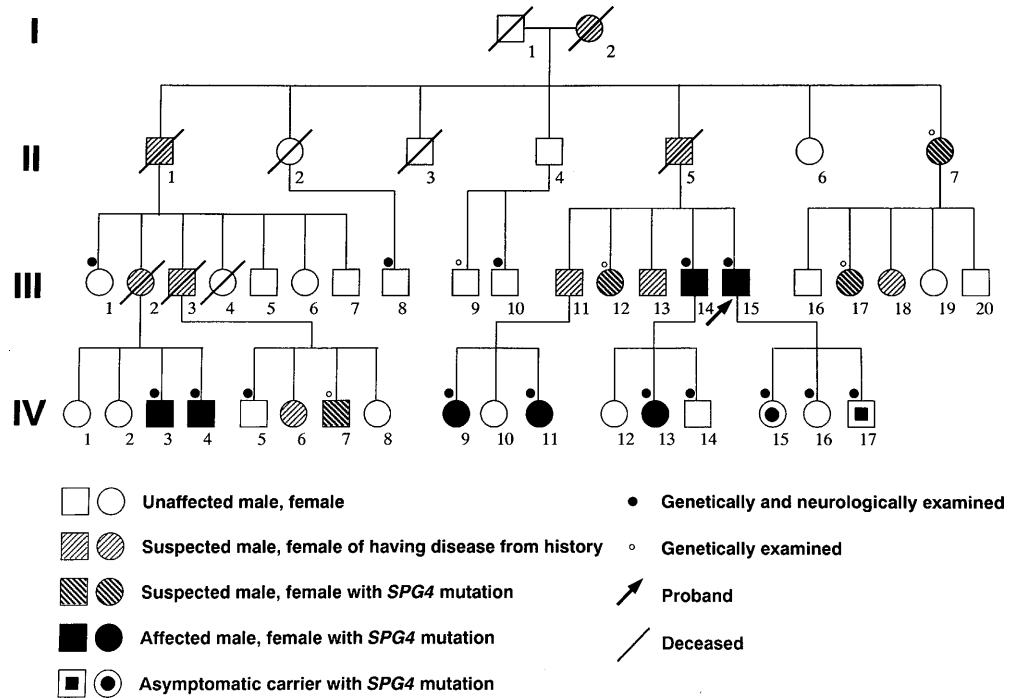 I
1 2
II
1 2 3 4 5 6 7
III
1 2 3 4 5 6 7 8 9 10 11 12 13 14 15 16 17 18 19 20
IV
1 2 3 4 5 6 7 8 9 10 11 12 13 14 15 16 17
Unaffected male, female
Genetically and neurologically examined
Suspected male, female of having disease from history
Genetically examined
Suspected male, female with SPG4 mutation
Proband
Affected male, female with SPG4 mutation
Deceased
Asymptomatic carrier with SPG4 mutation